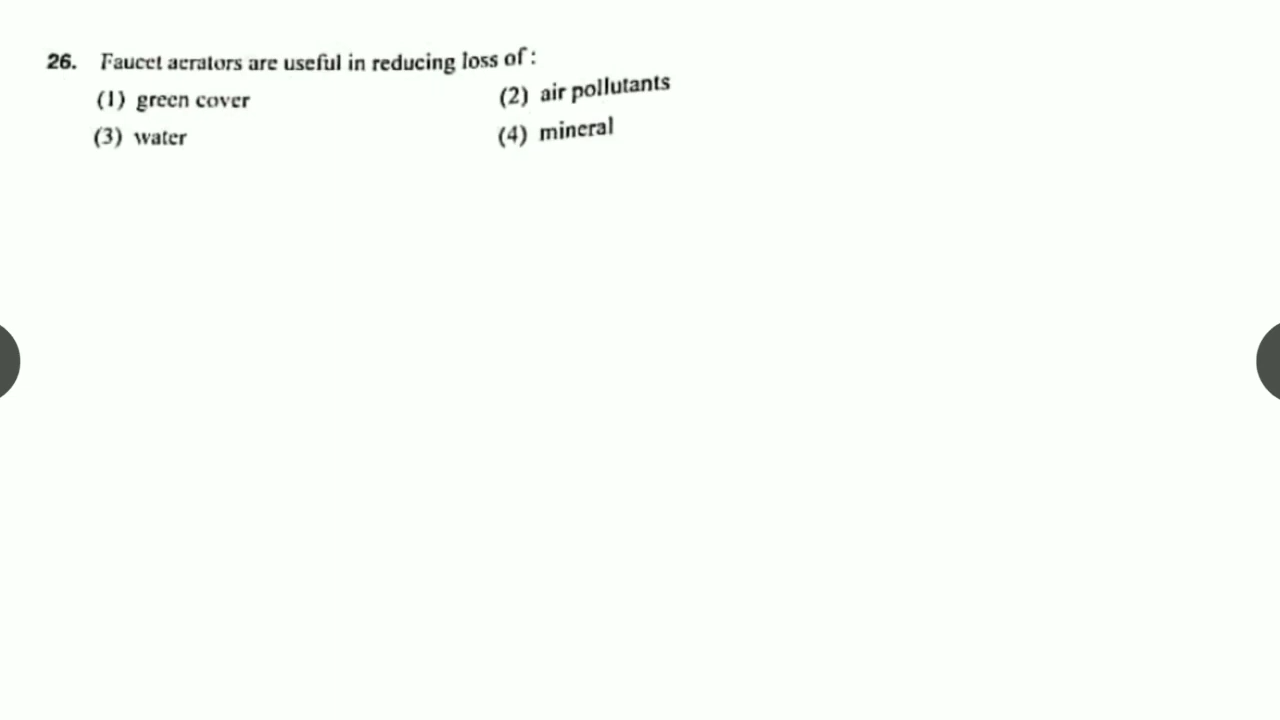 26. Faucet aerators are useful in reducing loss of :
(1) green cover (2) air pollutants
(3) water (4) mineral